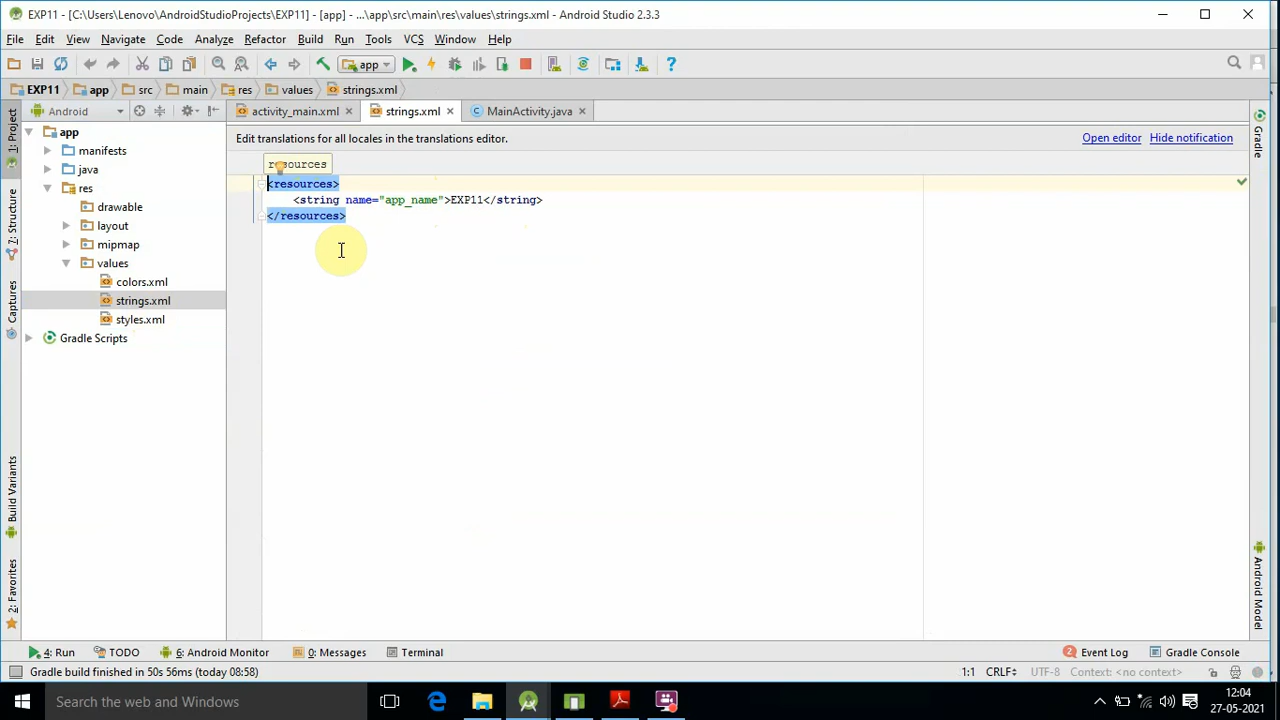 EXP11 - [C:\Users\Lenovo\AndroidStudioProjects\EXP11] - [app] - ...\app\src\main\res\values\strings.xml - Android Studio 2.3.3
File Edit View Navigate Code Analyze Refactor Build Run Tools VCS Window Help
app
EXP11 app src main res values strings.xml
Android activity_main.xml strings.xml MainActivity.java
1: Project
7: Structure
Captures
Build Variants
2: Favorites
app
manifests
java
res
drawable
layout
mipmap
values
colors.xml
strings.xml
styles.xml
Gradle Scripts
Edit translations for all locales in the translations editor. Open editor Hide notification
resources
<resources>
<string name="app_name">EXP11</string>
</resources>
Gradle
Android Model
4: Run TODO 6: Android Monitor 0: Messages Terminal 2 Event Log Gradle Console
Gradle build finished in 50s 56ms (today 08:58) 1:1 CRLF÷ UTF-8 Context: <no context>
Search the web and Windows
12:04
27-05-2021